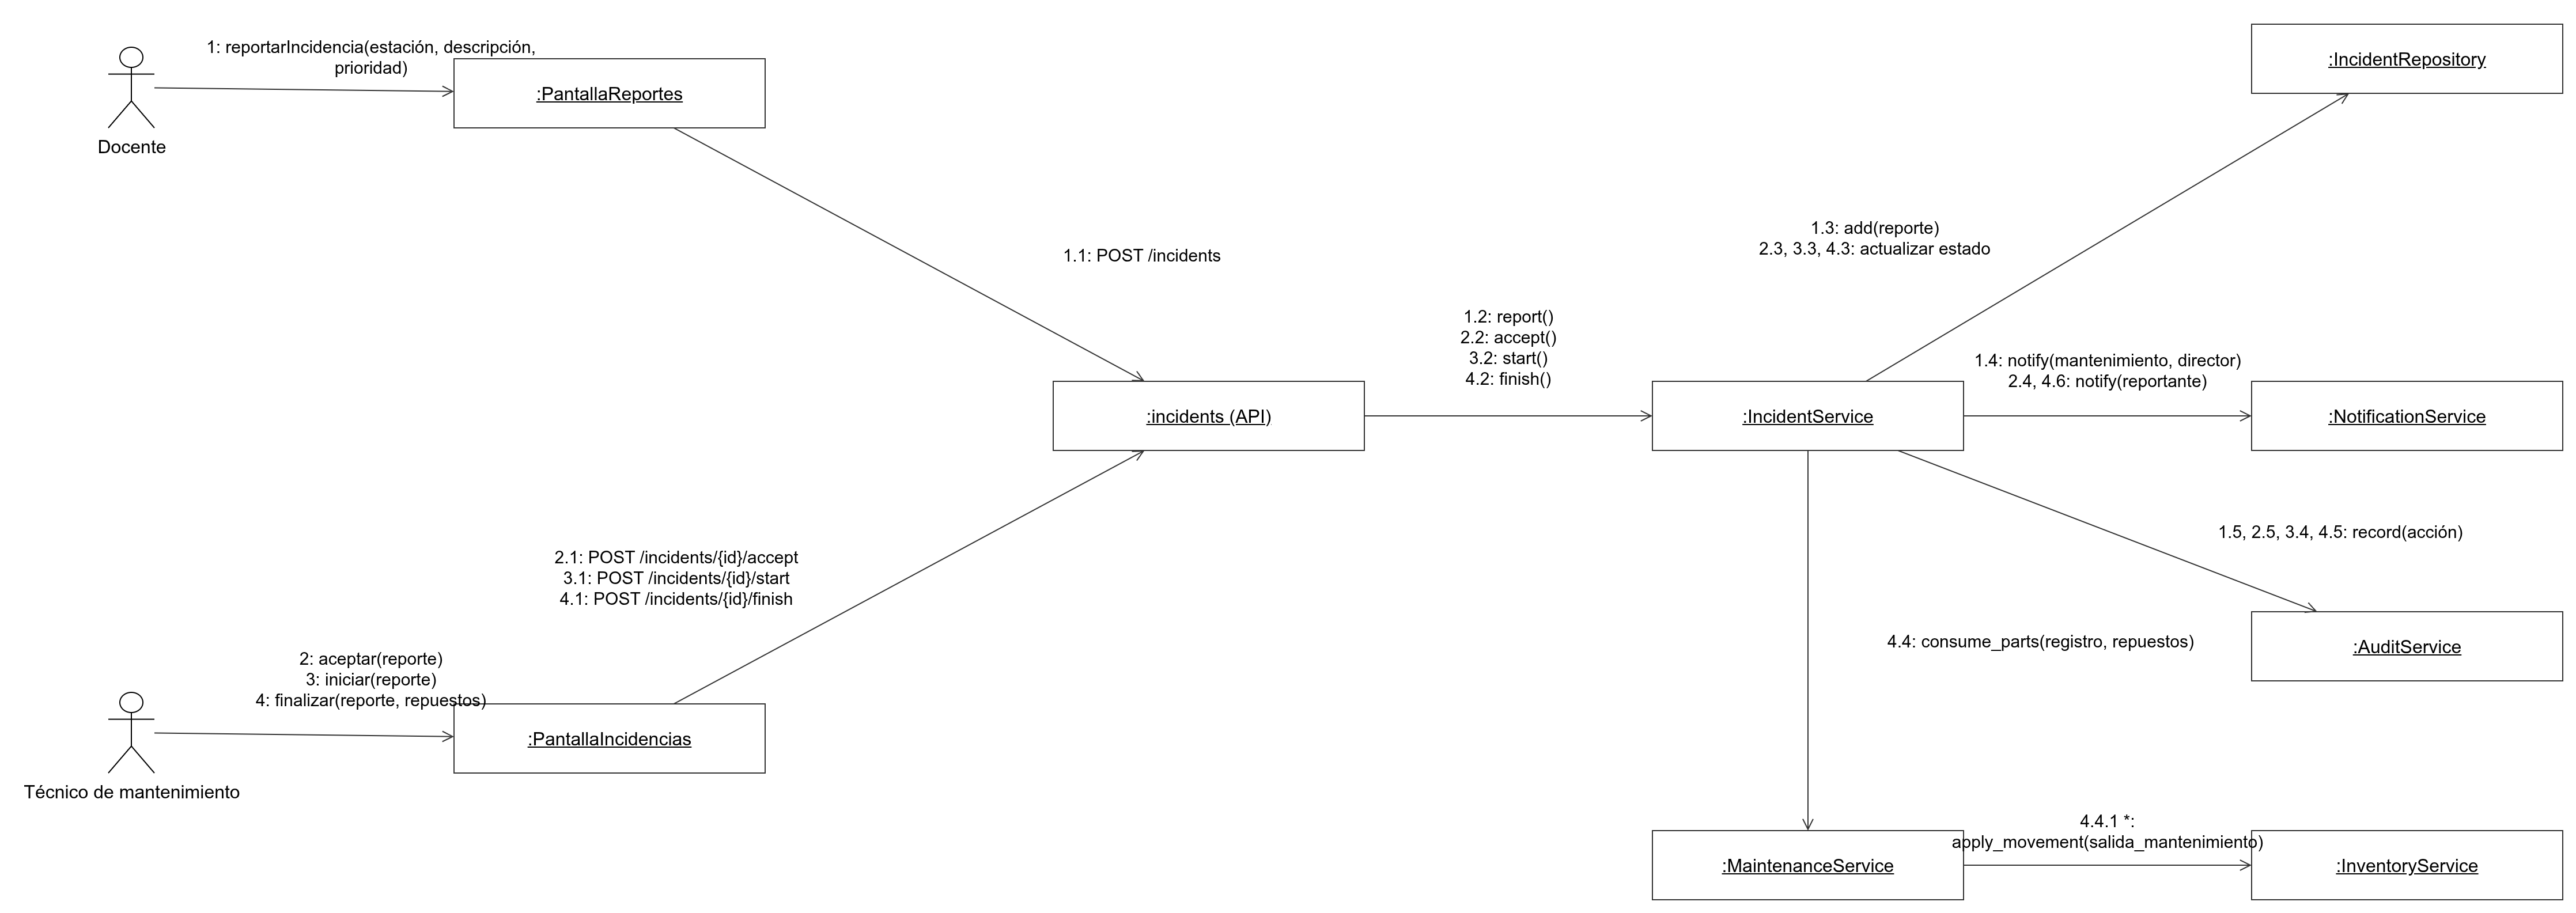 1: reportarIncidencia(estación, descripción,
prioridad)
:PantallaReportes
Docente
:IncidentRepository
1.1: POST /incidents
1.3: add(reporte)
2.3, 3.3, 4.3: actualizar estado
1.2: report()
2.2: accept()
3.2: start()
4.2: finish()
1.4: notify(mantenimiento, director)
2.4, 4.6: notify(reportante)
:incidents (API)
:IncidentService
:NotificationService
2.1: POST /incidents/{id}/accept
3.1: POST /incidents/{id}/start
4.1: POST /incidents/{id}/finish
1.5, 2.5, 3.4, 4.5: record(acción)
4.4: consume_parts(registro, repuestos)
:AuditService
2: aceptar(reporte)
3: iniciar(reporte)
4: finalizar(reporte, repuestos)
:PantallaIncidencias
Técnico de mantenimiento
4.4.1 *:
apply_movement(salida_mantenimiento)
:MaintenanceService
:InventoryService